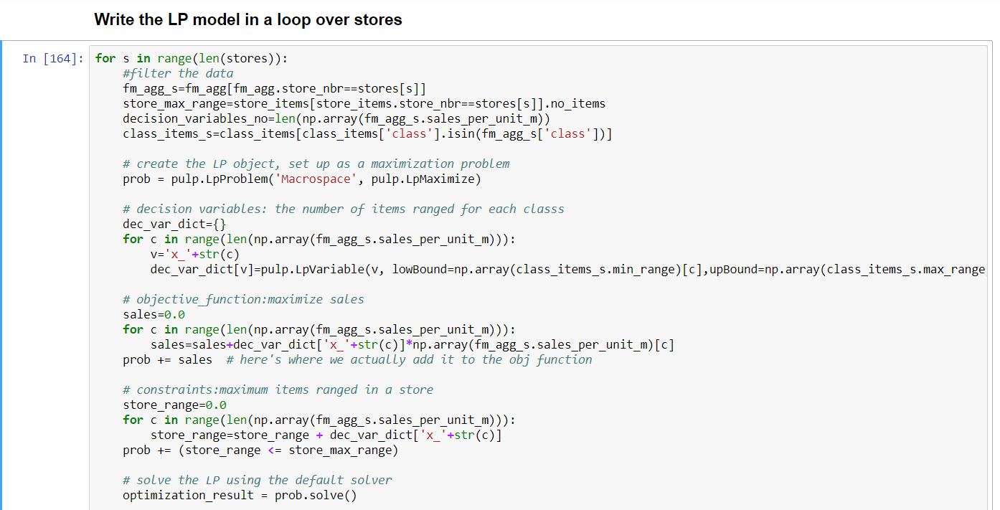 Write the LP model in a loop over stores
In [164]: for s in range(len(stores)):
    #filter the data
    fm_agg_s=fm_agg[fm_agg.store_nbr==stores[s]]
    store_max_range=store_items[store_items.store_nbr==stores[s]].no_items
    decision_variables_no=len(np.array(fm_agg_s.sales_per_unit_m))
    class_items_s=class_items[class_items['class'].isin(fm_agg_s['class'])]
    # create the LP object, set up as a maximization problem
    prob = pulp.LpProblem('Macrospace', pulp.LpMaximize)
    # decision variables: the number of items ranged for each classs
    dec_var_dict={}
    for c in range(len(np.array(fm_agg_s.sales_per_unit_m))):
        v='x_'+str(c)
        dec_var_dict[v]=pulp.LpVariable(v, lowBound=np.array(class_items_s.min_range)[c],upBound=np.array(class_items_s.max_range
    # objective_function:maximize sales
    sales=0.0
    for c in range(len(np.array(fm_agg_s.sales_per_unit_m))):
        sales=sales+dec_var_dict['x_'+str(c)]*np.array(fm_agg_s.sales_per_unit_m)[c]
    prob += sales  # here's where we actually add it to the obj function
    # constraints:maximum items ranged in a store
    store_range=0.0
    for c in range(len(np.array(fm_agg_s.sales_per_unit_m))):
        store_range=store_range + dec_var_dict['x_'+str(c)]
    prob += (store_range <= store_max_range)
    # solve the LP using the default solver
    optimization_result = prob.solve()